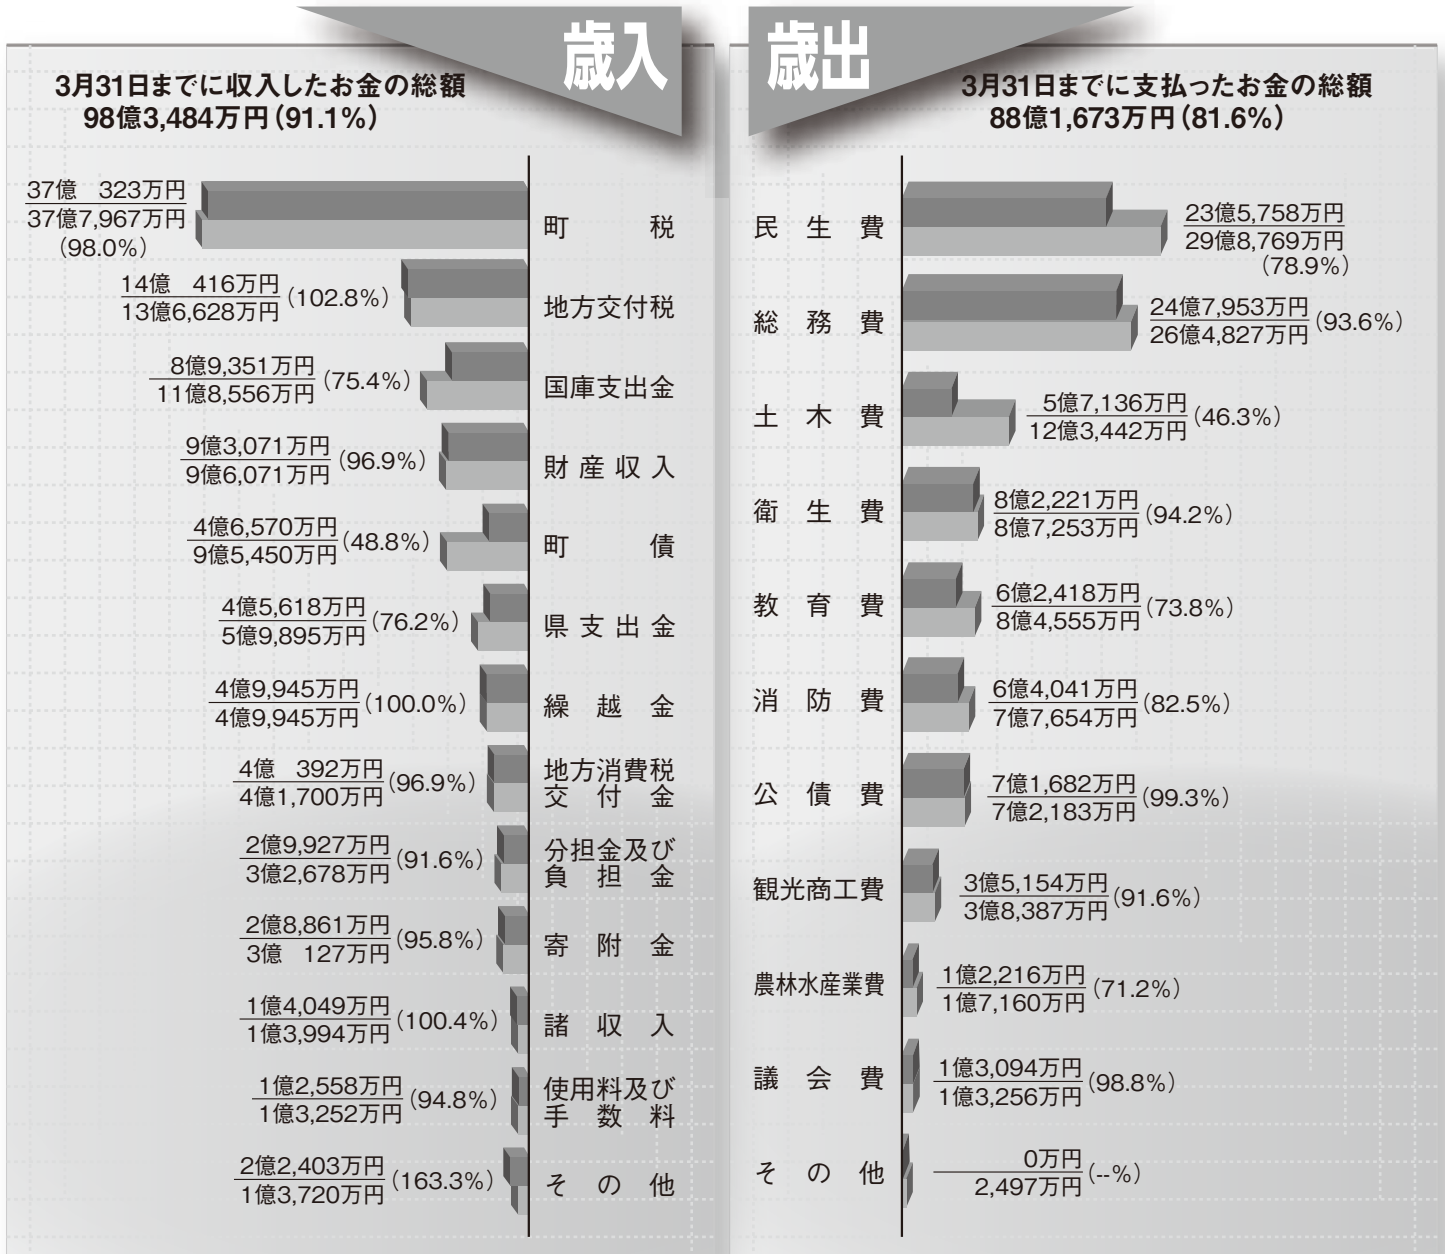 歳入
3月31日までに収入したお金の総額
98億3,484万円(91.1%)
37億 323万円
37億7,967万円
(98.0%)
町税
14億 416万円
13億6,628万円
(102.8%)
地方交付税
8億9,351万円
11億8,556万円
(75.4%)
国庫支出金
9億3,071万円
9億6,071万円
(96.9%)
財産収入
4億6,570万円
9億5,450万円
(48.8%)
町債
4億5,618万円
5億9,895万円
(76.2%)
県支出金
4億9,945万円
4億9,945万円
(100.0%)
繰越金
4億 392万円
4億1,700万円
(96.9%)
地方消費税
交付金
2億9,927万円
3億2,678万円
(91.6%)
分担金及び
負担金
2億8,861万円
3億 127万円
(95.8%)
寄附金
1億4,049万円
1億3,994万円
(100.4%)
諸収入
1億2,558万円
1億3,252万円
(94.8%)
使用料及び
手数料
2億2,403万円
1億3,720万円
(163.3%)
その他
歳出
3月31日までに支払ったお金の総額
88億1,673万円(81.6%)
民生費
23億5,758万円
29億8,769万円
(78.9%)
総務費
24億7,953万円
26億4,827万円
(93.6%)
土木費
5億7,136万円
12億3,442万円
(46.3%)
衛生費
8億2,221万円
8億7,253万円
(94.2%)
教育費
6億2,418万円
8億4,555万円
(73.8%)
消防費
6億4,041万円
7億7,654万円
(82.5%)
公債費
7億1,682万円
7億2,183万円
(99.3%)
観光商工費
3億5,154万円
3億8,387万円
(91.6%)
農林水産業費
1億2,216万円
1億7,160万円
(71.2%)
議会費
1億3,094万円
1億3,256万円
(98.8%)
その他
0万円
2,497万円
(--%)